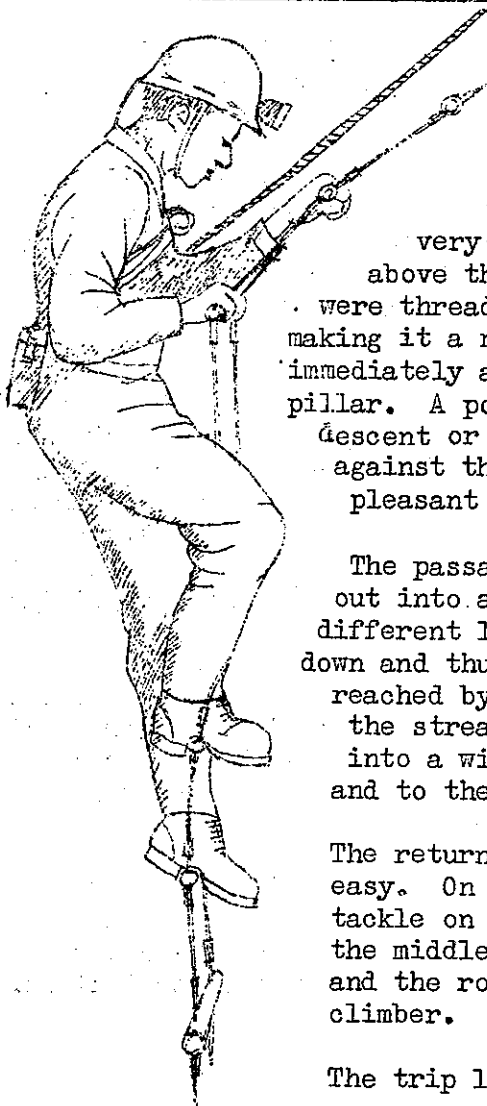 very
above th
were thread
making it a r
immediately a
pillar. A po
descent or
against th
pleasant

The passa
out into a
different l
down and thu
reached by
the strea
into a wi
and to the

The return
easy. On
tackle on
the middle
and the ro
climber.

The trip l